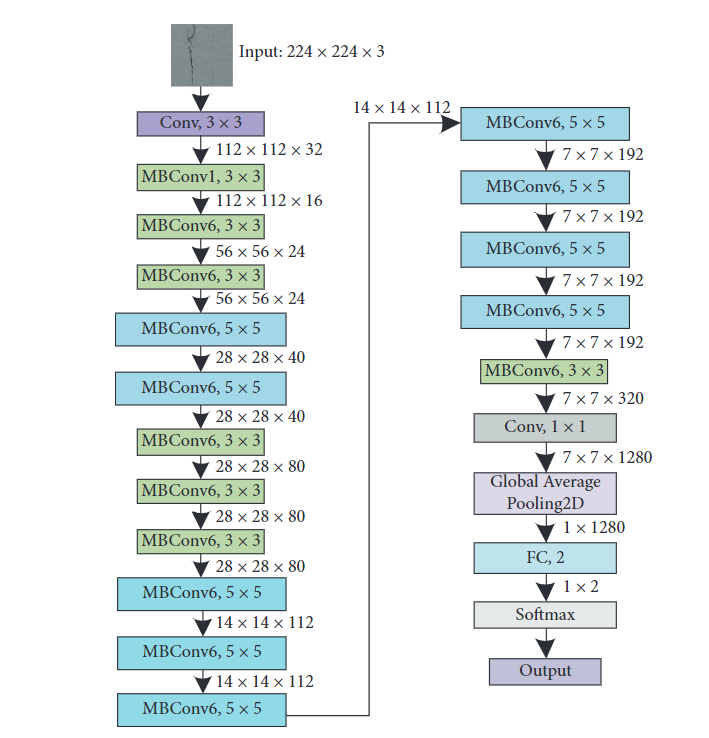 Input: 224 × 224 × 3
Conv, 3 × 3
112 × 112 × 32
MBConv1, 3 × 3
112 × 112 × 16
MBConv6, 3 × 3
56 × 56 × 24
MBConv6, 3 × 3
56 × 56 × 24
MBConv6, 5 × 5
28 × 28 × 40
MBConv6, 5 × 5
28 × 28 × 40
MBConv6, 3 × 3
28 × 28 × 80
MBConv6, 3 × 3
28 × 28 × 80
MBConv6, 3 × 3
28 × 28 × 80
MBConv6, 5 × 5
14 × 14 × 112
MBConv6, 5 × 5
14 × 14 × 112
MBConv6, 5 × 5
14 × 14 × 112
MBConv6, 5 × 5
7 × 7 × 192
MBConv6, 5 × 5
7 × 7 × 192
MBConv6, 5 × 5
7 × 7 × 192
MBConv6, 5 × 5
7 × 7 × 192
MBConv6, 3 × 3
7 × 7 × 320
Conv, 1 × 1
7 × 7 × 1280
Global Average
Pooling2D
1 × 1280
FC, 2
1 × 2
Softmax
Output